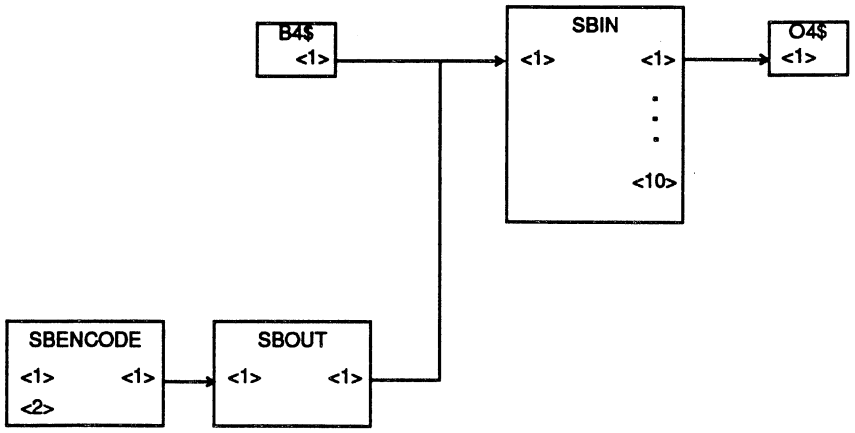 B4$
<1>
SBIN
<1> <1>
<10>
O4$
<1>
SBENCODE
<1> <1>
<2>
SBOUT
<1> <1>